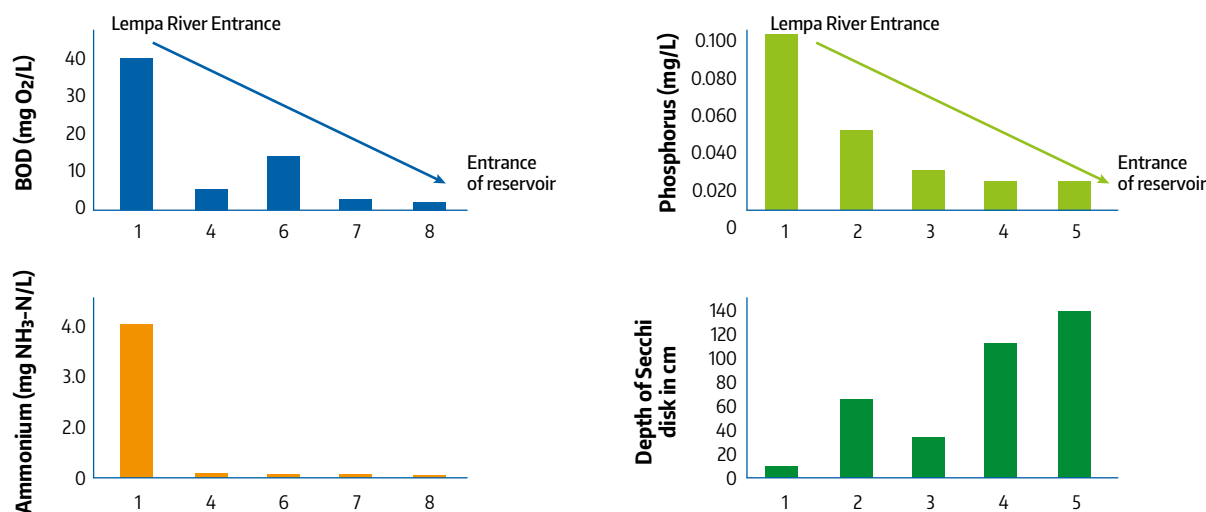 Lempa River Entrance
BOD (mg O₂/L)
40
30
20
10
0
Entrance
of reservoir
1 4 6 7 8
Lempa River Entrance
Phosphorus (mg/L)
0.100
0.080
0.060
0.040
0.020
0
Entrance
of reservoir
1 2 3 4 5
Ammonium (mg NH₃-N/L)
4.0
3.0
2.0
0
1 4 6 7 8
Depth of Secchi
disk in cm
140
120
100
80
60
40
20
0
1 2 3 4 5